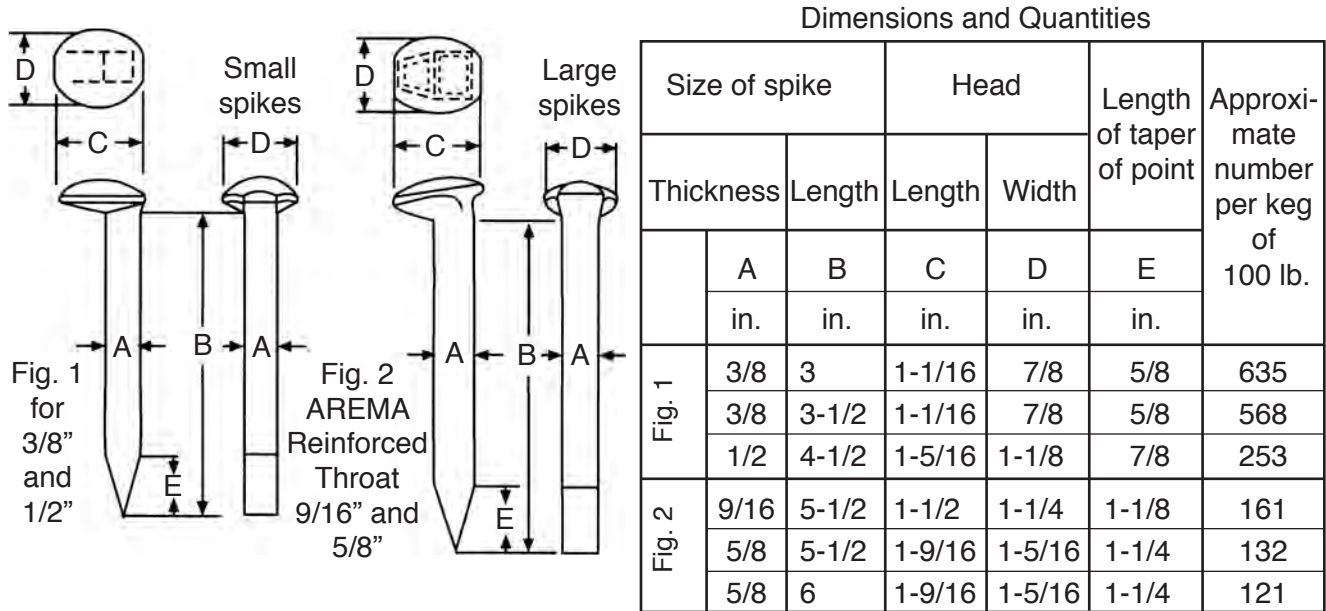 Dimensions and Quantities
D
C
Small
spikes
D
A
B
A
E
Fig. 1
for
3/8”
and
1/2”
D
C
Large
spikes
D
A
B
A
E
Fig. 2
AREMA
Reinforced
Throat
9/16” and
5/8”
Size of spike Head Length of taper of point Approxi-
mate
number
per keg
of
100 lb.
Thickness Length Length Width
A B C D E
in. in. in. in. in.
Fig. 1
3/8 3 1-1/16 7/8 5/8 635
3/8 3-1/2 1-1/16 7/8 5/8 568
1/2 4-1/2 1-5/16 1-1/8 7/8 253
Fig. 2
9/16 5-1/2 1-1/2 1-1/4 1-1/8 161
5/8 5-1/2 1-9/16 1-5/16 1-1/4 132
5/8 6 1-9/16 1-5/16 1-1/4 121